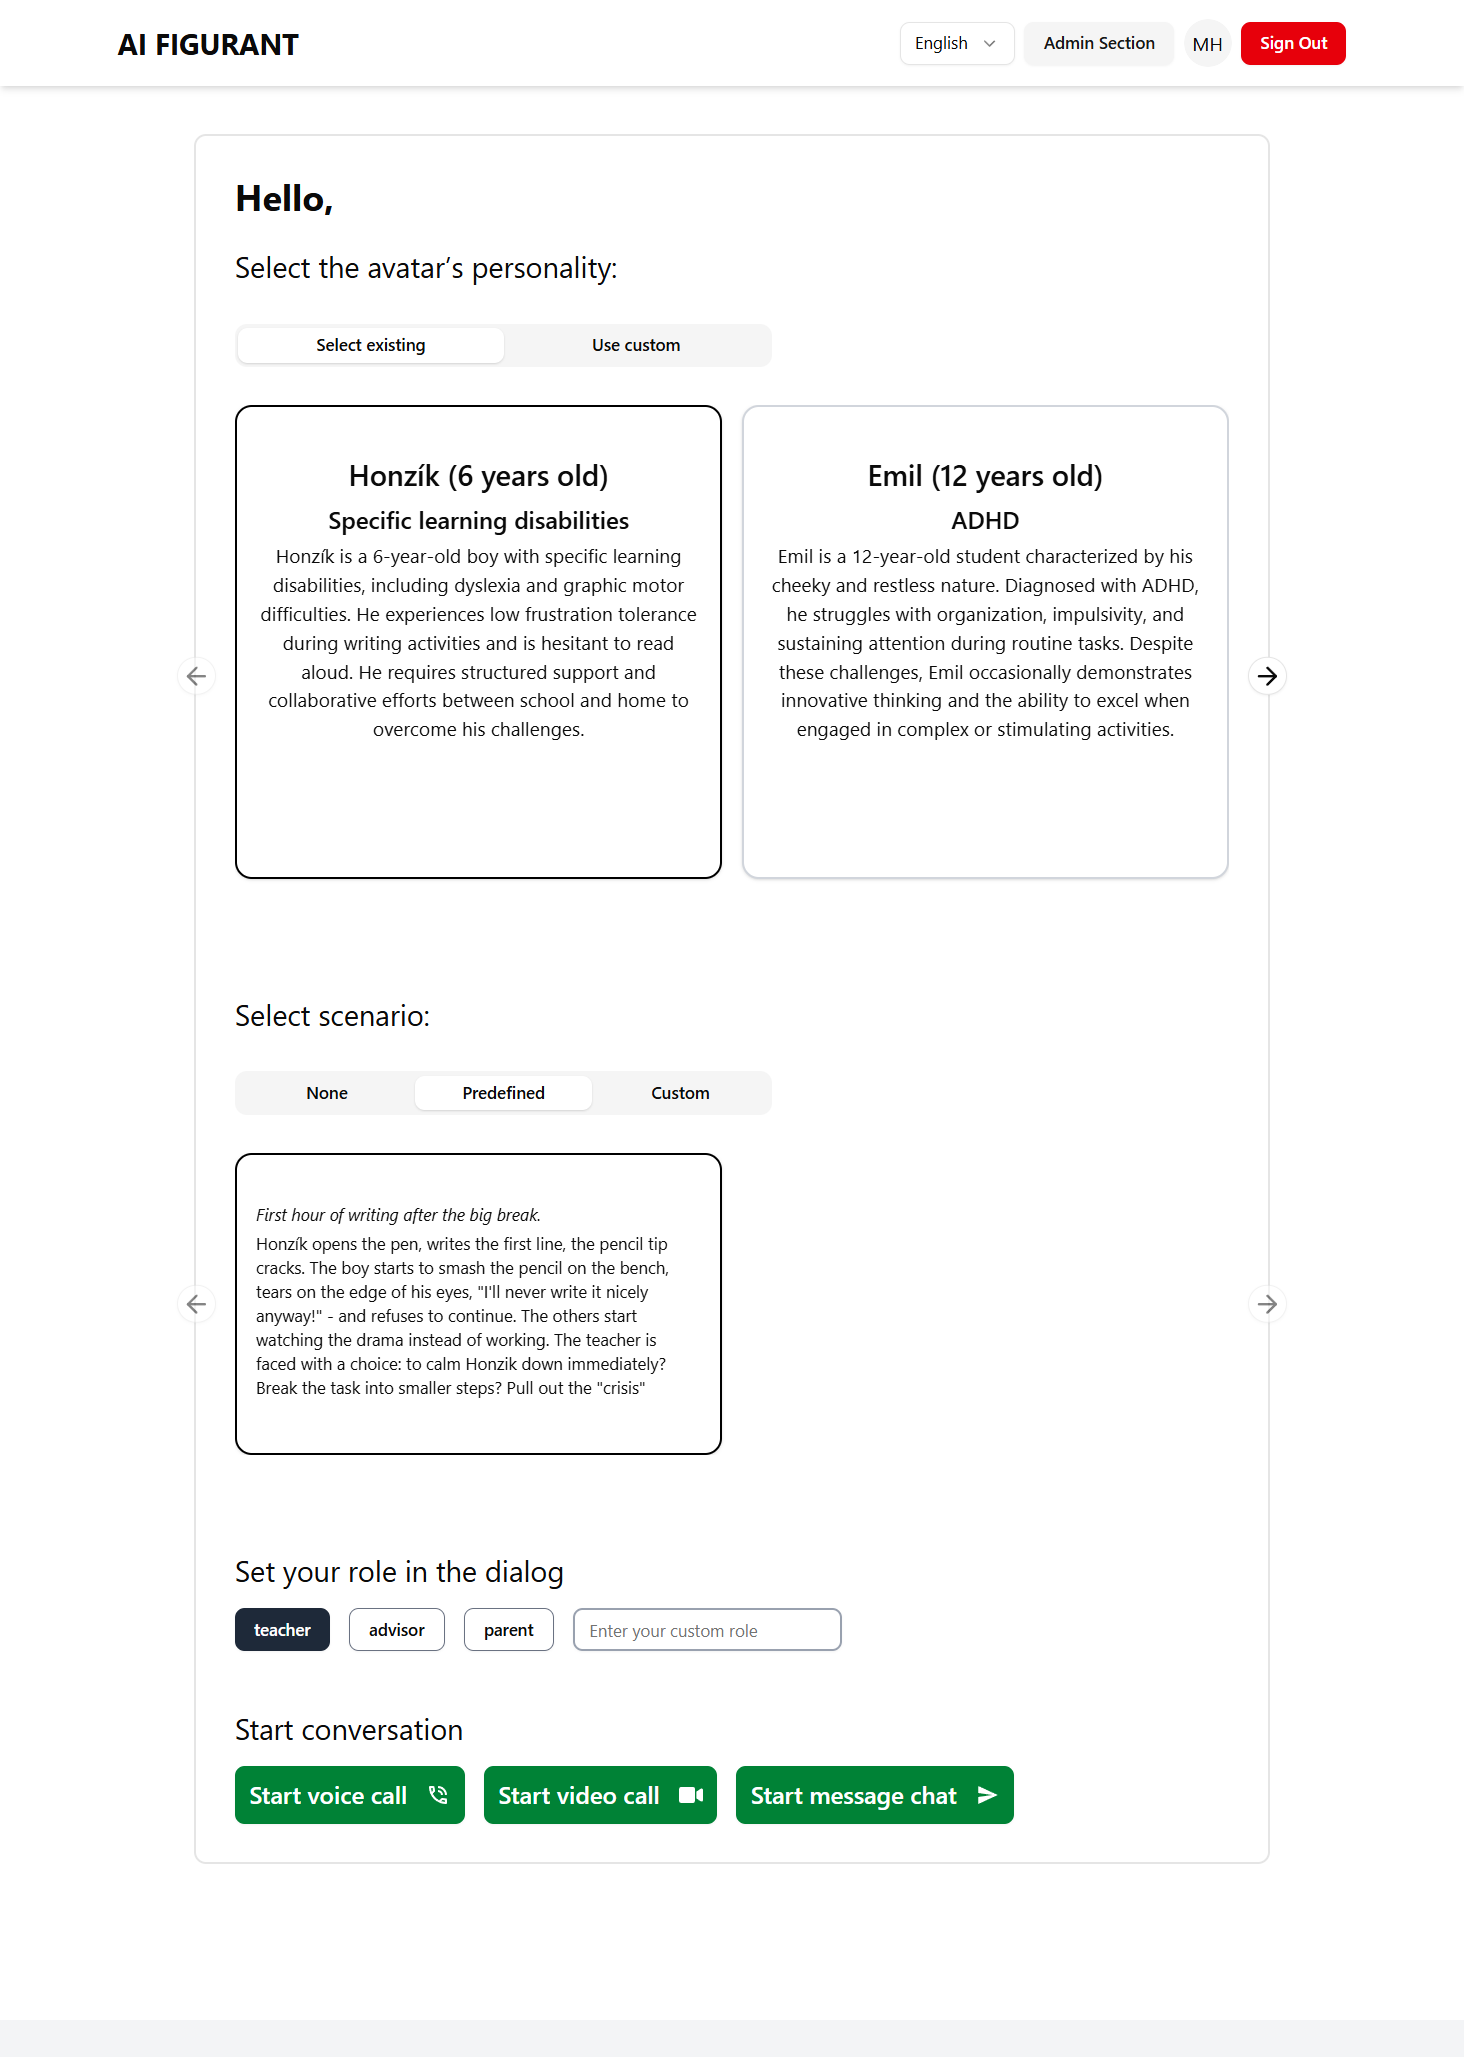 AI FIGURANT
English
Admin Section
MH
Sign Out
Hello,
Select the avatar’s personality:
Select existing
Use custom
Honzík (6 years old)
Specific learning disabilities
Honzík is a 6-year-old boy with specific learning
disabilities, including dyslexia and graphic motor
difficulties. He experiences low frustration tolerance
during writing activities and is hesitant to read
aloud. He requires structured support and
collaborative efforts between school and home to
overcome his challenges.
Emil (12 years old)
ADHD
Emil is a 12-year-old student characterized by his
cheeky and restless nature. Diagnosed with ADHD,
he struggles with organization, impulsivity, and
sustaining attention during routine tasks. Despite
these challenges, Emil occasionally demonstrates
innovative thinking and the ability to excel when
engaged in complex or stimulating activities.
Select scenario:
None
Predefined
Custom
First hour of writing after the big break.
Honzík opens the pen, writes the first line, the pencil tip
cracks. The boy starts to smash the pencil on the bench,
tears on the edge of his eyes, "I'll never write it nicely
anyway!" - and refuses to continue. The others start
watching the drama instead of working. The teacher is
faced with a choice: to calm Honzik down immediately?
Break the task into smaller steps? Pull out the "crisis"
Set your role in the dialog
teacher
advisor
parent
Enter your custom role
Start conversation
Start voice call
Start video call
Start message chat